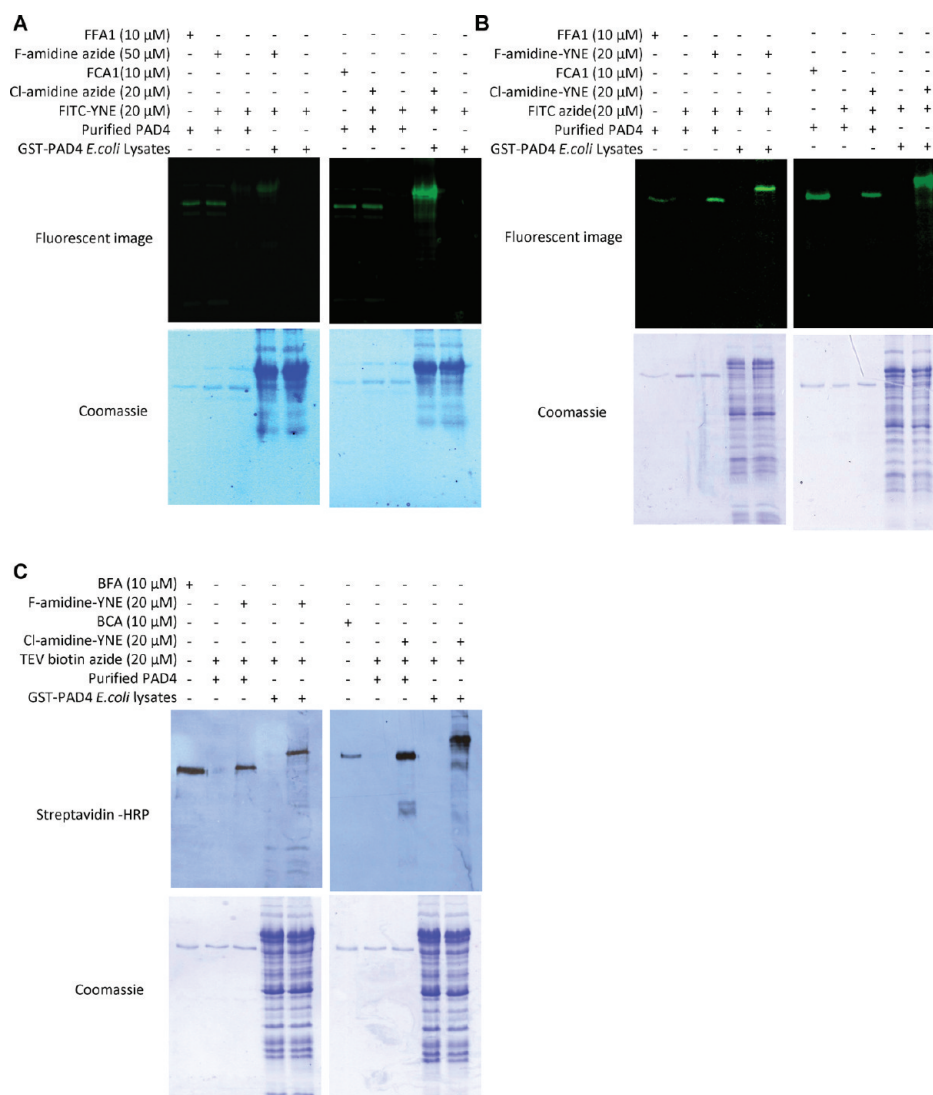 A
FFA1 (10 µM) + - - - - - - - - -
F-amidine azide (50 µM) - + - + - - - - - -
FCA1(10 µM) - - - - - + - - - -
Cl-amidine azide (20 µM) - - - - - - + - + -
FITC-YNE (20 µM) - + + + + - + + + +
Purified PAD4 + + + - - + + + - -
GST-PAD4 E.coli Lysates - - - + + - - - + +
Fluorescent image
Coomassie
B
FFA1 (10 µM) + - - - - - - - - -
F-amidine-YNE (20 µM) - - + - + - - - - -
FCA1 (10 µM) - - - - - + - - - -
Cl-amidine-YNE (20 µM) - - - - - - - + - +
FITC azide(20 µM) - + + + + - + + + +
Purified PAD4 + + + - - + + + - -
GST-PAD4 E.coli Lysates - - - + + - - - + +
Fluorescent image
Coomassie
C
BFA (10 µM) + - - - - - - - - -
F-amidine-YNE (20 µM) - - + - + - - - - -
BCA (10 µM) - - - - - + - - - -
Cl-amidine-YNE (20 µM) - - - - - - - + - +
TEV biotin azide (20 µM) - + + + + - + + + +
Purified PAD4 - + + - - - + + - -
GST-PAD4 E.coli lysates - - - + + - - - + +
Streptavidin -HRP
Coomassie